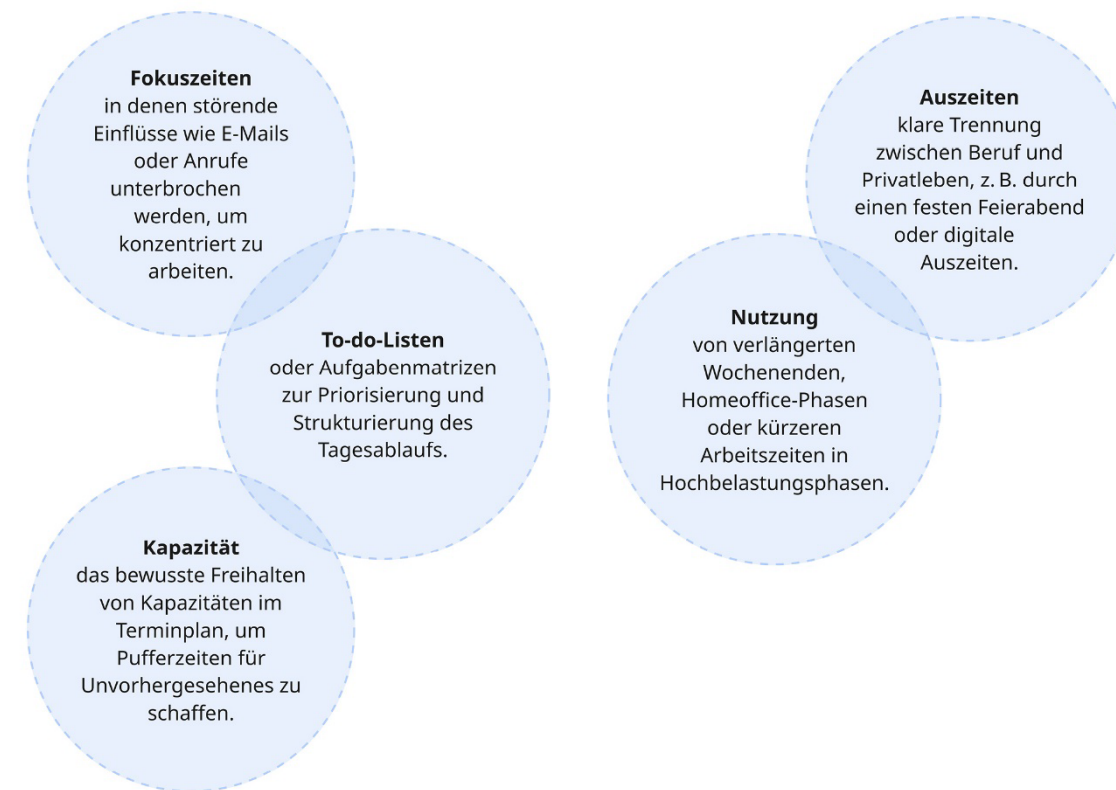 Fokuszeiten
in denen störende
Einflüsse wie E-Mails
oder Anrufe
unterbrochen
werden, um
konzentriert zu
arbeiten.
To-do-Listen
oder Aufgabenmatrizen
zur Priorisierung und
Strukturierung des
Tagesablaufs.
Kapazität
das bewusste Freihalten
von Kapazitäten im
Terminplan, um
Pufferzeiten für
Unvorhergesehenes zu
schaffen.
Auszeiten
klare Trennung
zwischen Beruf und
Privatleben, z. B. durch
einen festen Feierabend
oder digitale
Auszeiten.
Nutzung
von verlängerten
Wochenenden,
Homeoffice-Phasen
oder kürzeren
Arbeitszeiten in
Hochbelastungsphasen.